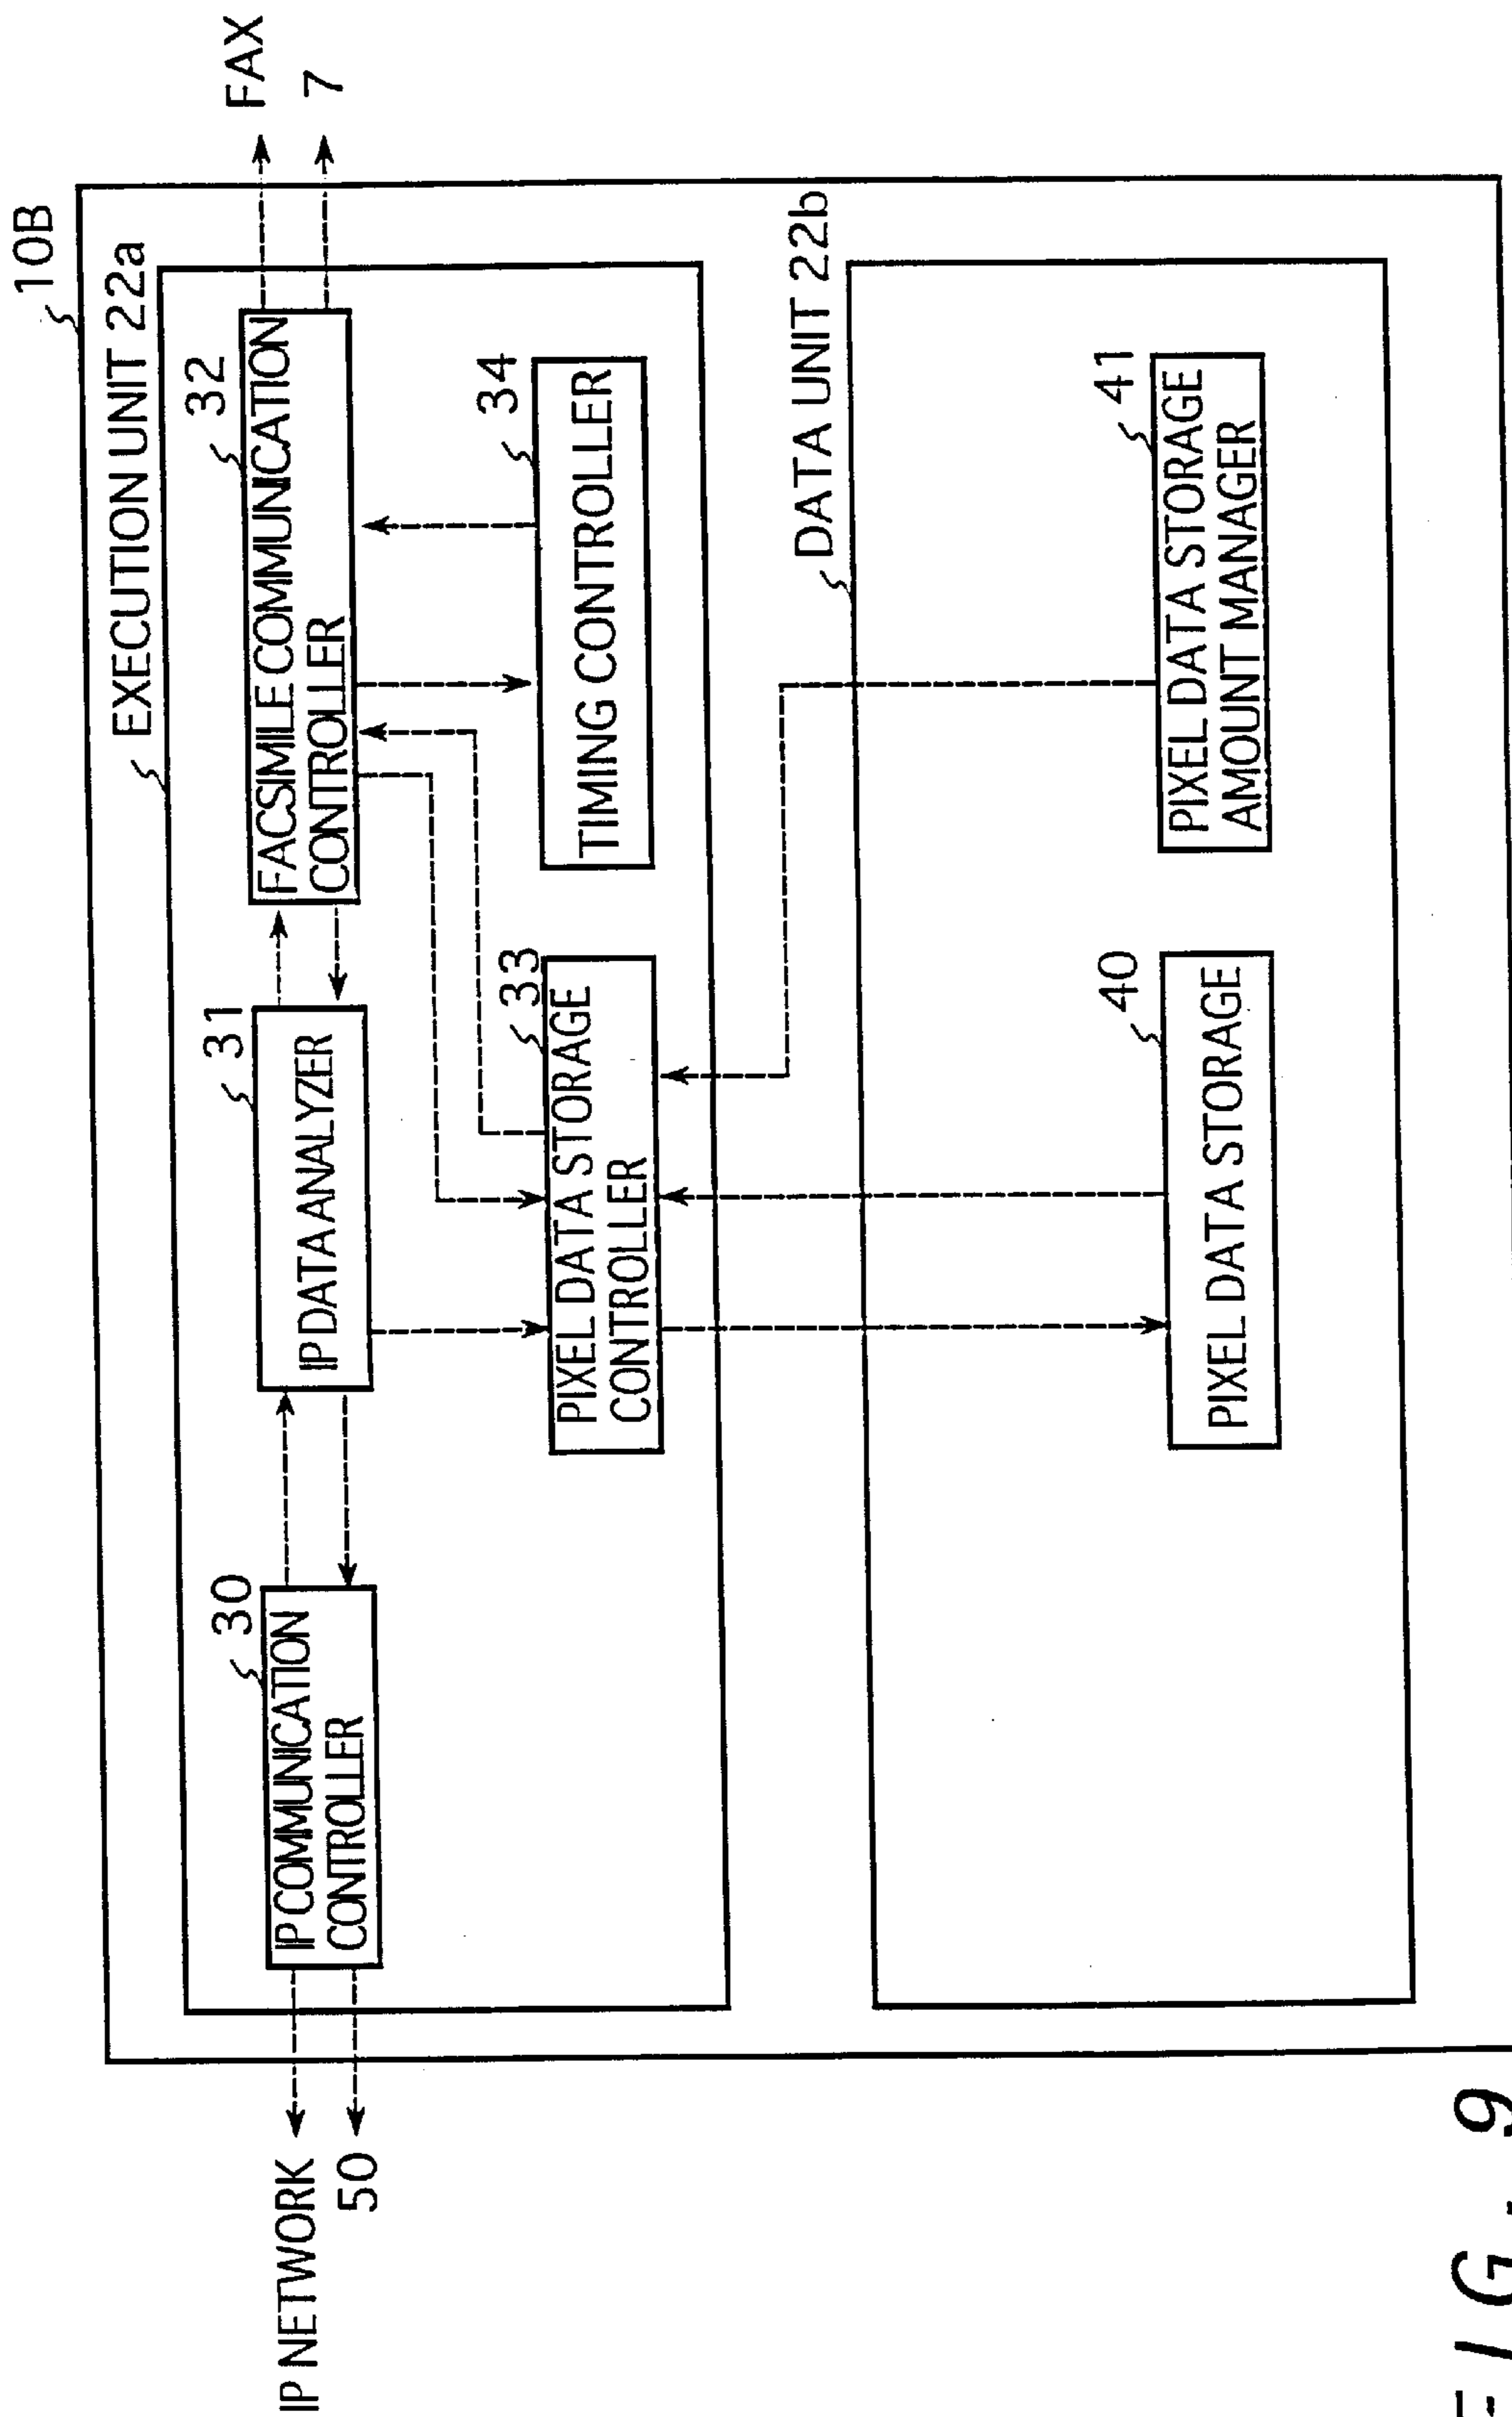 10B
EXECUTION UNIT 22a
30
31
32
IP COMMUNICATION
CONTROLLER
IP DATA ANALYZER
FACSIMILE COMMUNICATION
CONTROLLER
IP NETWORK
50
FAX
7
33
34
PIXEL DATA STORAGE
CONTROLLER
TIMING CONTROLLER
DATA UNIT 22b
40
41
PIXEL DATA STORAGE
PIXEL DATA STORAGE
AMOUNT MANAGER
FIG. 9